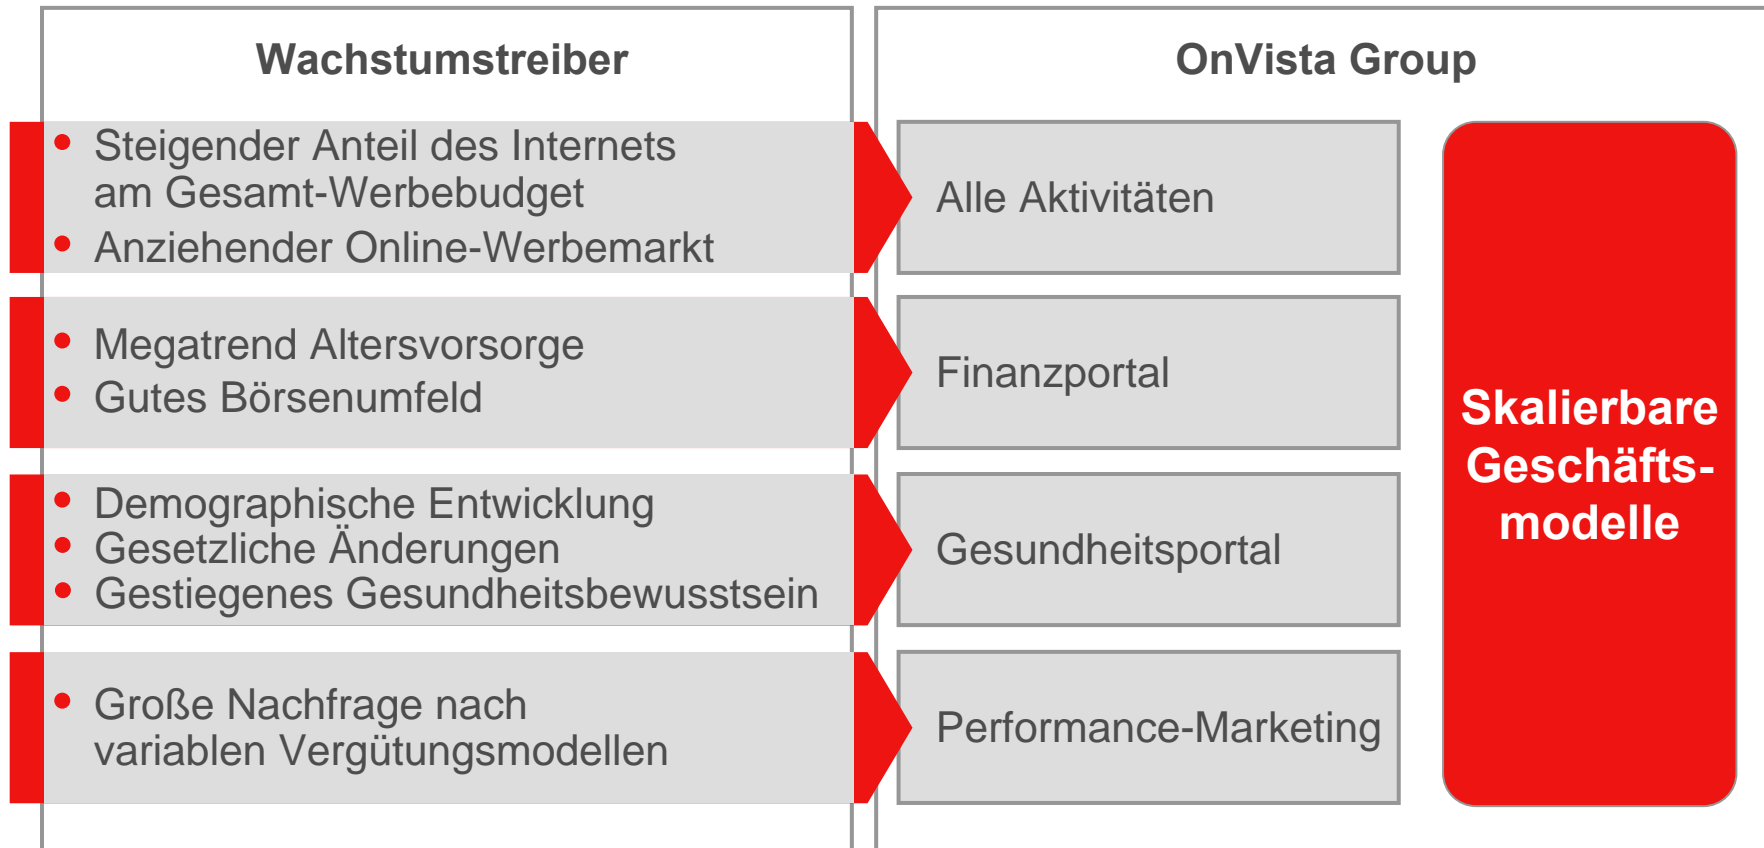 Wachstumstreiber
• Steigender Anteil des Internets
am Gesamt-Werbebudget
• Anziehender Online-Werbemarkt
• Megatrend Altersvorsorge
• Gutes Börsenumfeld
• Demographische Entwicklung
• Gesetzliche Änderungen
• Gestiegenes Gesundheitsbewusstsein
• Große Nachfrage nach
variablen Vergütungsmodellen
OnVista Group
Alle Aktivitäten
Finanzportal
Gesundheitsportal
Performance-Marketing
Skalierbare
Geschäfts-
modelle